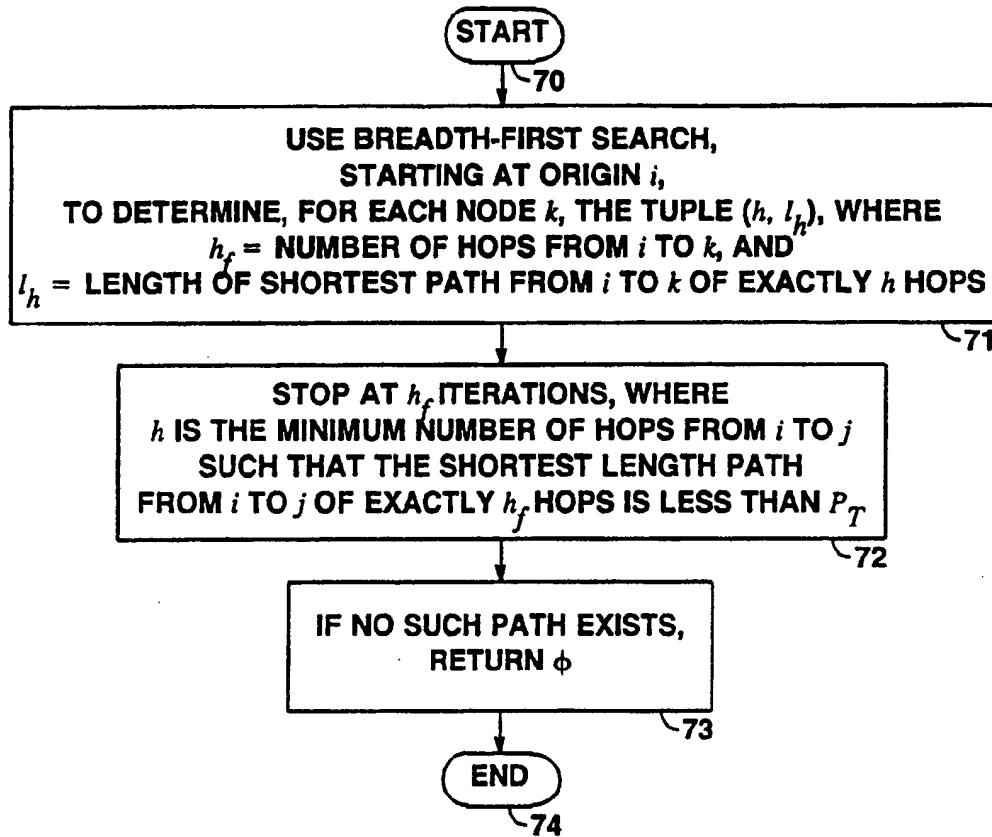 START
70
USE BREADTH-FIRST SEARCH,
STARTING AT ORIGIN i,
TO DETERMINE, FOR EACH NODE k, THE TUPLE (h, l_h), WHERE
h_f = NUMBER OF HOPS FROM i TO k, AND
l_h = LENGTH OF SHORTEST PATH FROM i TO k OF EXACTLY h HOPS
71
STOP AT h_f ITERATIONS, WHERE
h IS THE MINIMUM NUMBER OF HOPS FROM i TO j
SUCH THAT THE SHORTEST LENGTH PATH
FROM i TO j OF EXACTLY h_f HOPS IS LESS THAN P_T
72
IF NO SUCH PATH EXISTS,
RETURN ϕ
73
END
74